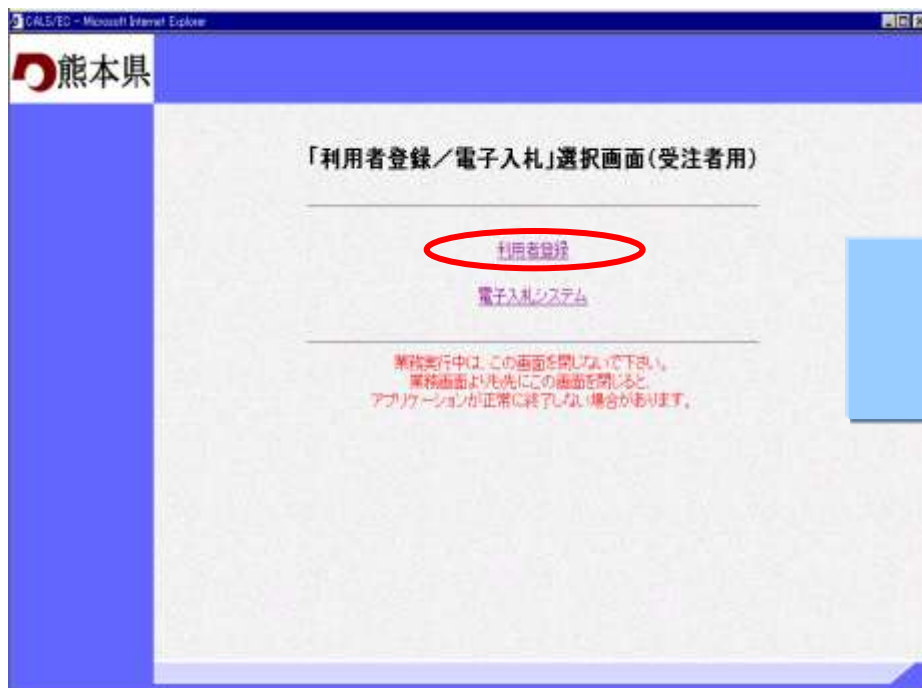 CALS/EC - Microsoft Internet Explorer
熊本県
「利用者登録／電子入札」選択画面(受注者用)
利用者登録
電子入札システム
業務実行中は、この画面を閉じないで下さい。
業務画面よりも先にこの画面を閉じると、
アプリケーションが正常に終了しない場合があります。